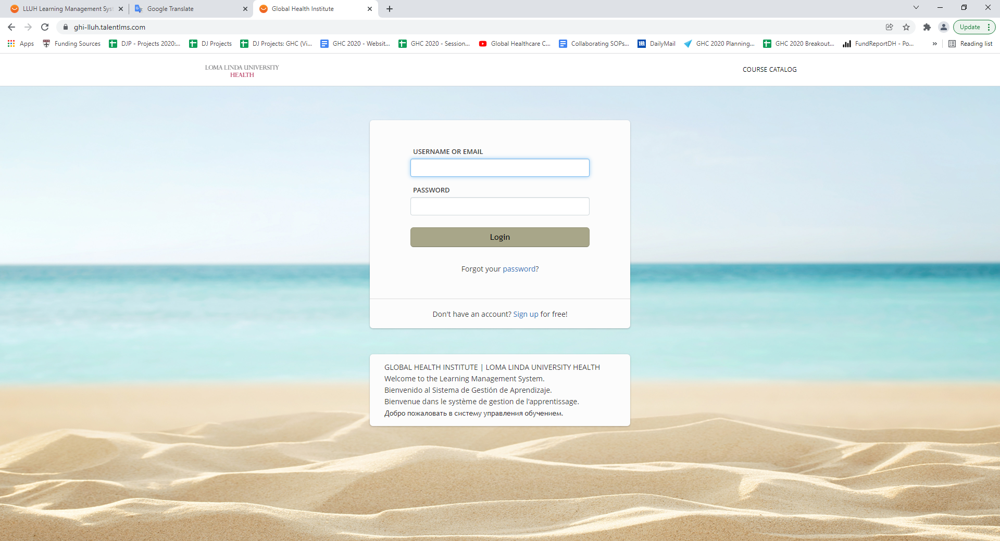 LLUH Learning Management Syst
Google Translate
Global Health Institute
ghi-lluh.talentlms.com
Update
Apps
Funding Sources
DJP - Projects 2020:...
DJ Projects
DJ Projects: GHC (Vi...
GHC 2020 - Websit...
GHC 2020 - Session...
Global Healthcare C...
Collaborating SOPs...
DailyMail
GHC 2020 Planning...
GHC 2020 Breakout...
FundReportDH - Po...
»
Reading list
LOMA LINDA UNIVERSITY
HEALTH
COURSE CATALOG
USERNAME OR EMAIL
PASSWORD
Login
Forgot your password?
Don't have an account? Sign up for free!
GLOBAL HEALTH INSTITUTE | LOMA LINDA UNIVERSITY HEALTH
Welcome to the Learning Management System.
Bienvenido al Sistema de Gestión de Aprendizaje.
Bienvenue dans le système de gestion de l'apprentissage.
Добро пожаловать в систему управления обучением.